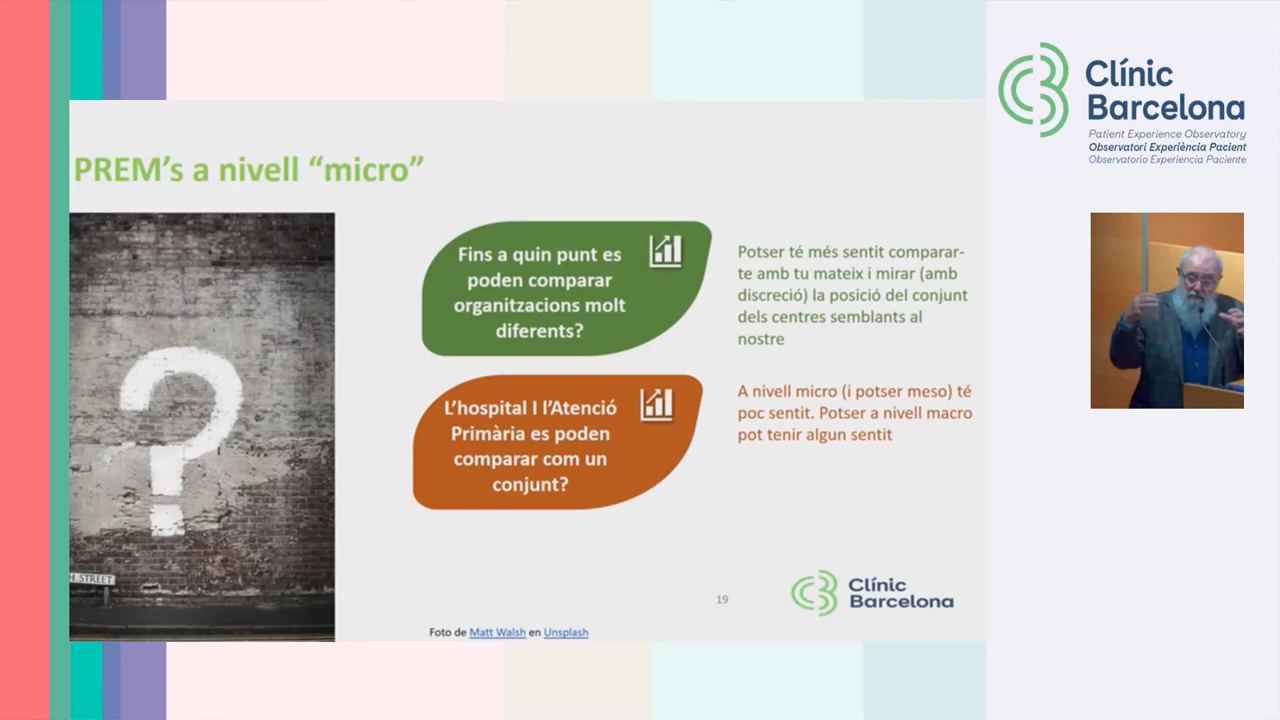 Clínic
Barcelona
Patient Experience Observatory
Observatori Experiència Pacient
Observatorio Experiencia Paciente
PREM's a nivell “micro”
Fins a quin punt es
poden comparar
organitzacions molt
diferents?
Potser té més sentit comparar-
te amb tu mateix i mirar (amb
discreció) la posició del conjunt
dels centres semblants al
nostre
L'hospital I l'Atenció
Primària es poden
comparar com un
conjunt?
A nivell micro (i potser meso) té
poc sentit. Potser a nivell macro
pot tenir algun sentit
H STREET
19
Clínic
Barcelona
Foto de Matt Walsh en Unsplash